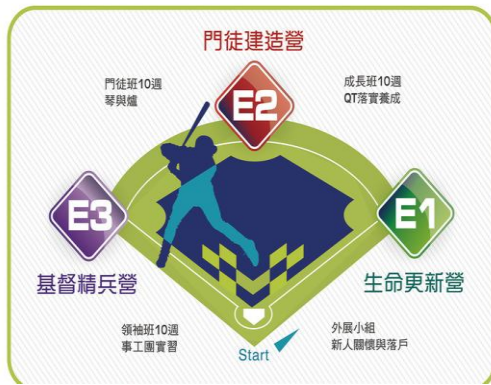 門徒建造營
門徒班10週
琴與爐
E2
成長班10週
QT落實養成
E3
基督精兵營
E1
生命更新營
領袖班10週
事工團實習
Start
外展小組
新人關懷與落戶